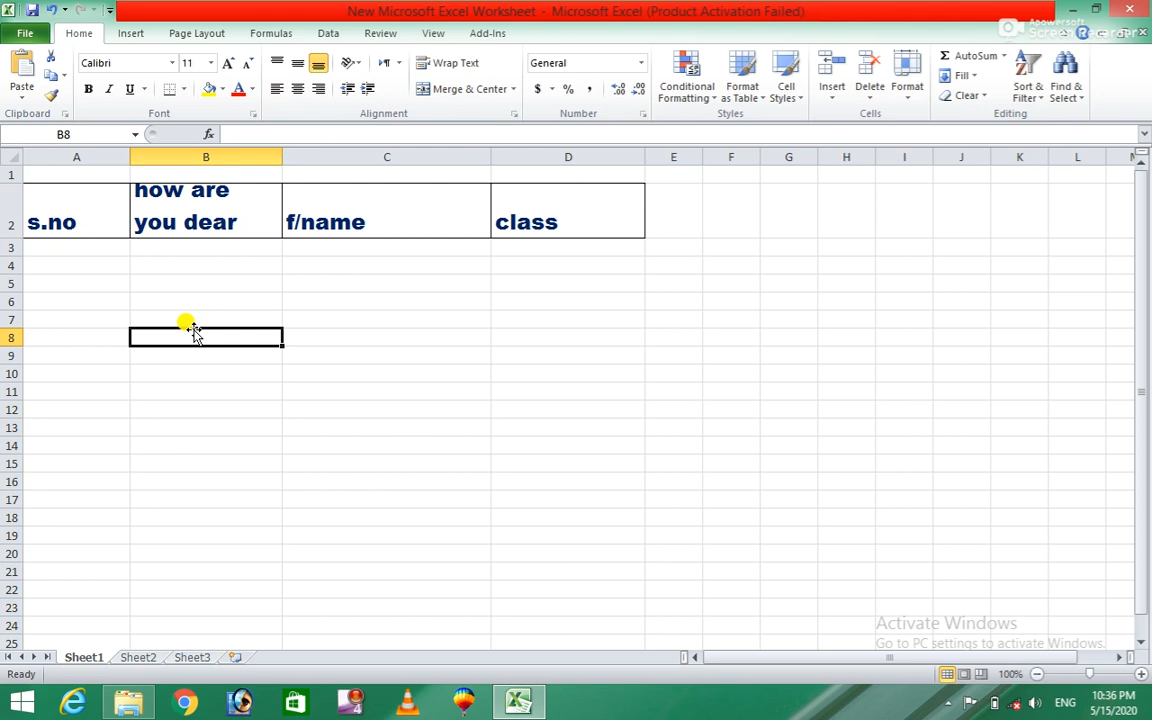 New Microsoft Excel Worksheet - Microsoft Excel (Product Activation Failed)
Apowersoft
Screen Recorder
File Home Insert Page Layout Formulas Data Review View Add-Ins
Calibri 11 Wrap Text General AutoSum
Paste Conditional Format Cell Insert Delete Format Fill Sort & Find &
B I U A Merge & Center $ % , Formatting as Table Styles Clear Filter Select
Clipboard Font Alignment Number Styles Cells Editing
B8 fx
A B C D E F G H I J K L M
1
how are
2 s.no you dear f/name class
3
4
5
6
7
8
9
10
11
12
13
14
15
16
17
18
19
20
21
22
23
24
25
Activate Windows
Go to PC settings to activate Windows.
Sheet1 Sheet2 Sheet3
Ready 100%
ENG 10:36 PM
5/15/2020